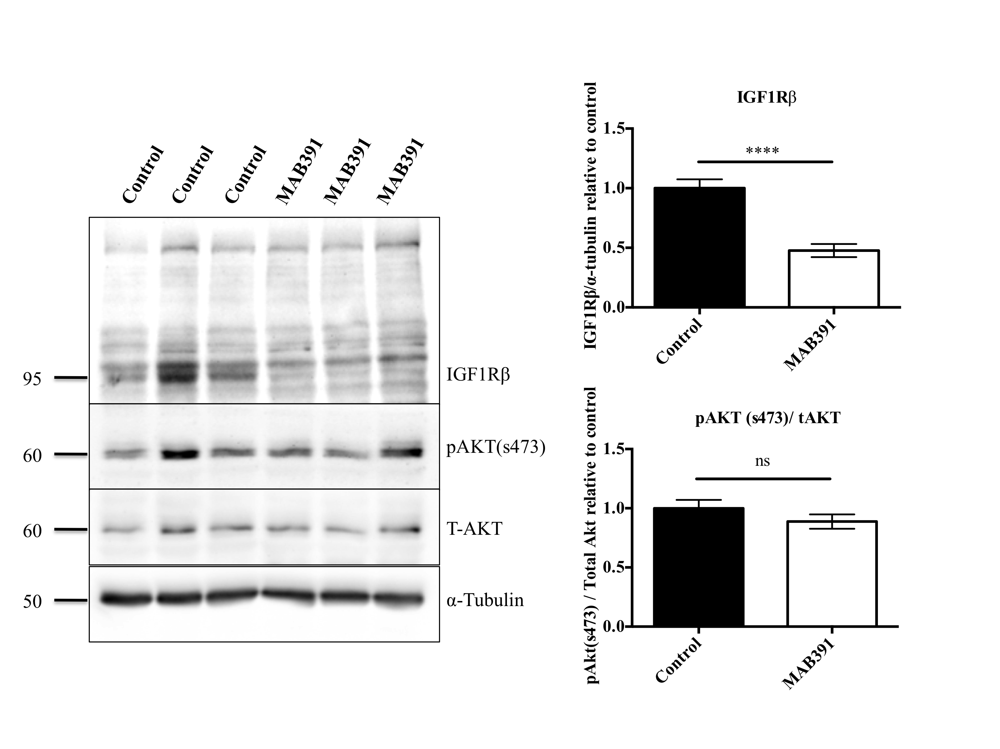 Control
Control
Control
MAB391
MAB391
MAB391
95
IGF1Rβ
60
pAKT(s473)
60
T-AKT
50
α-Tubulin
IGF1Rβ
IGF1Rβ/α-tubulin relative to control
1.5
****
1.0
0.5
0.0
Control
MAB391
pAKT (s473)/ tAKT
pAkt(s473) / Total Akt relative to control
1.5
ns
1.0
0.5
0.0
Control
MAB391